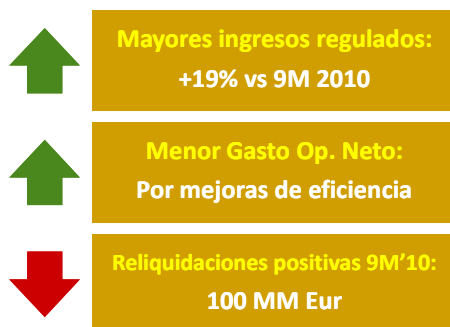 Mayores ingresos regulados:
+19% vs 9M 2010
Menor Gasto Op. Neto:
Por mejoras de eficiencia
Reliquidaciones positivas 9M’10:
100 MM Eur